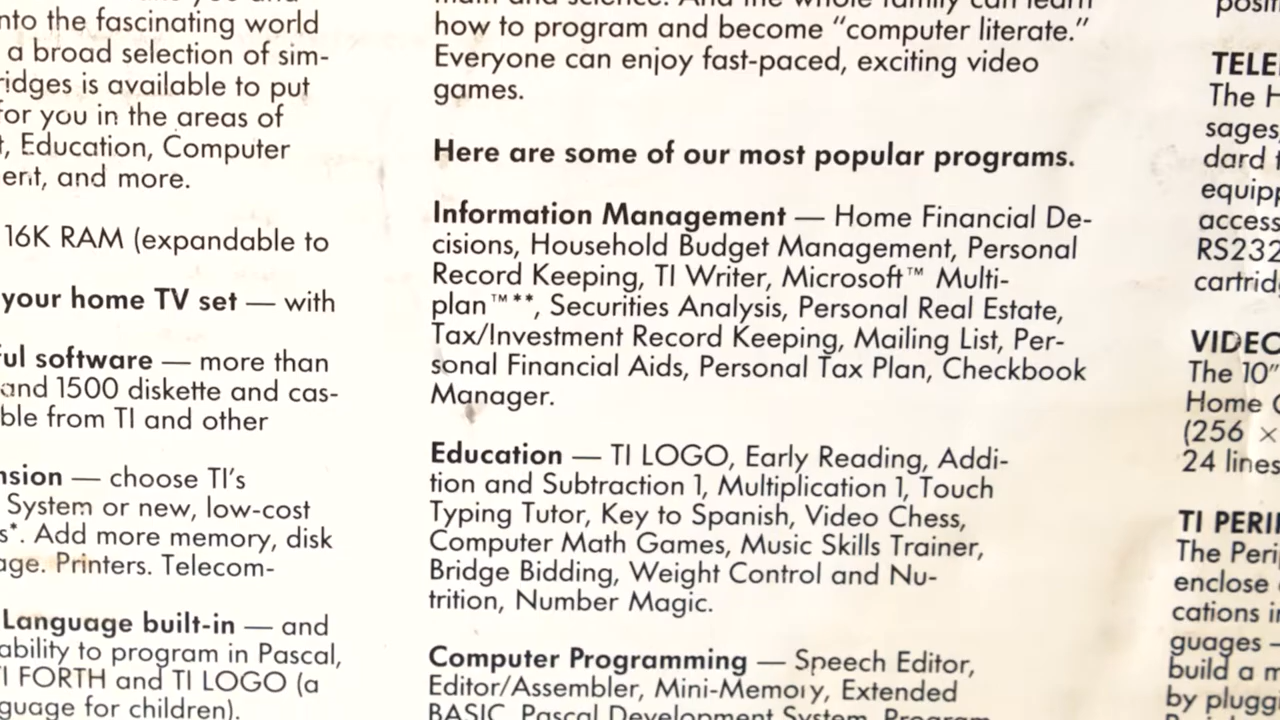 nto the fascinating world
a broad selection of sim-
ridges is available to put
for you in the areas of
t, Education, Computer
ent, and more.
16K RAM (expandable to
your home TV set — with
ful software — more than
and 1500 diskette and cas-
ble from TI and other
nsion — choose TI's
System or new, low-cost
s*. Add more memory, disk
age. Printers. Telecom-
Language built-in — and
ability to program in Pascal,
TI FORTH and TI LOGO (a
guage for children).
how to program and become “computer literate.”
Everyone can enjoy fast-paced, exciting video
games.
Here are some of our most popular programs.
Information Management — Home Financial De-
cisions, Household Budget Management, Personal
Record Keeping, TI Writer, Microsoft™ Multi-
plan™**, Securities Analysis, Personal Real Estate,
Tax/Investment Record Keeping, Mailing List, Per-
sonal Financial Aids, Personal Tax Plan, Checkbook
Manager.
Education — TI LOGO, Early Reading, Addi-
tion and Subtraction 1, Multiplication 1, Touch
Typing Tutor, Key to Spanish, Video Chess,
Computer Math Games, Music Skills Trainer,
Bridge Bidding, Weight Control and Nu-
trition, Number Magic.
Computer Programming — Speech Editor,
Editor/Assembler, Mini-Memory, Extended
BASIC, Pascal Development System, Program
TELE
The H
sages
dard t
equipp
access
RS232
cartrid
VIDEO
The 10"
Home C
(256 ×
24 lines
TI PERI
The Peri
enclose
cations i
guages –
build a m
by plugg